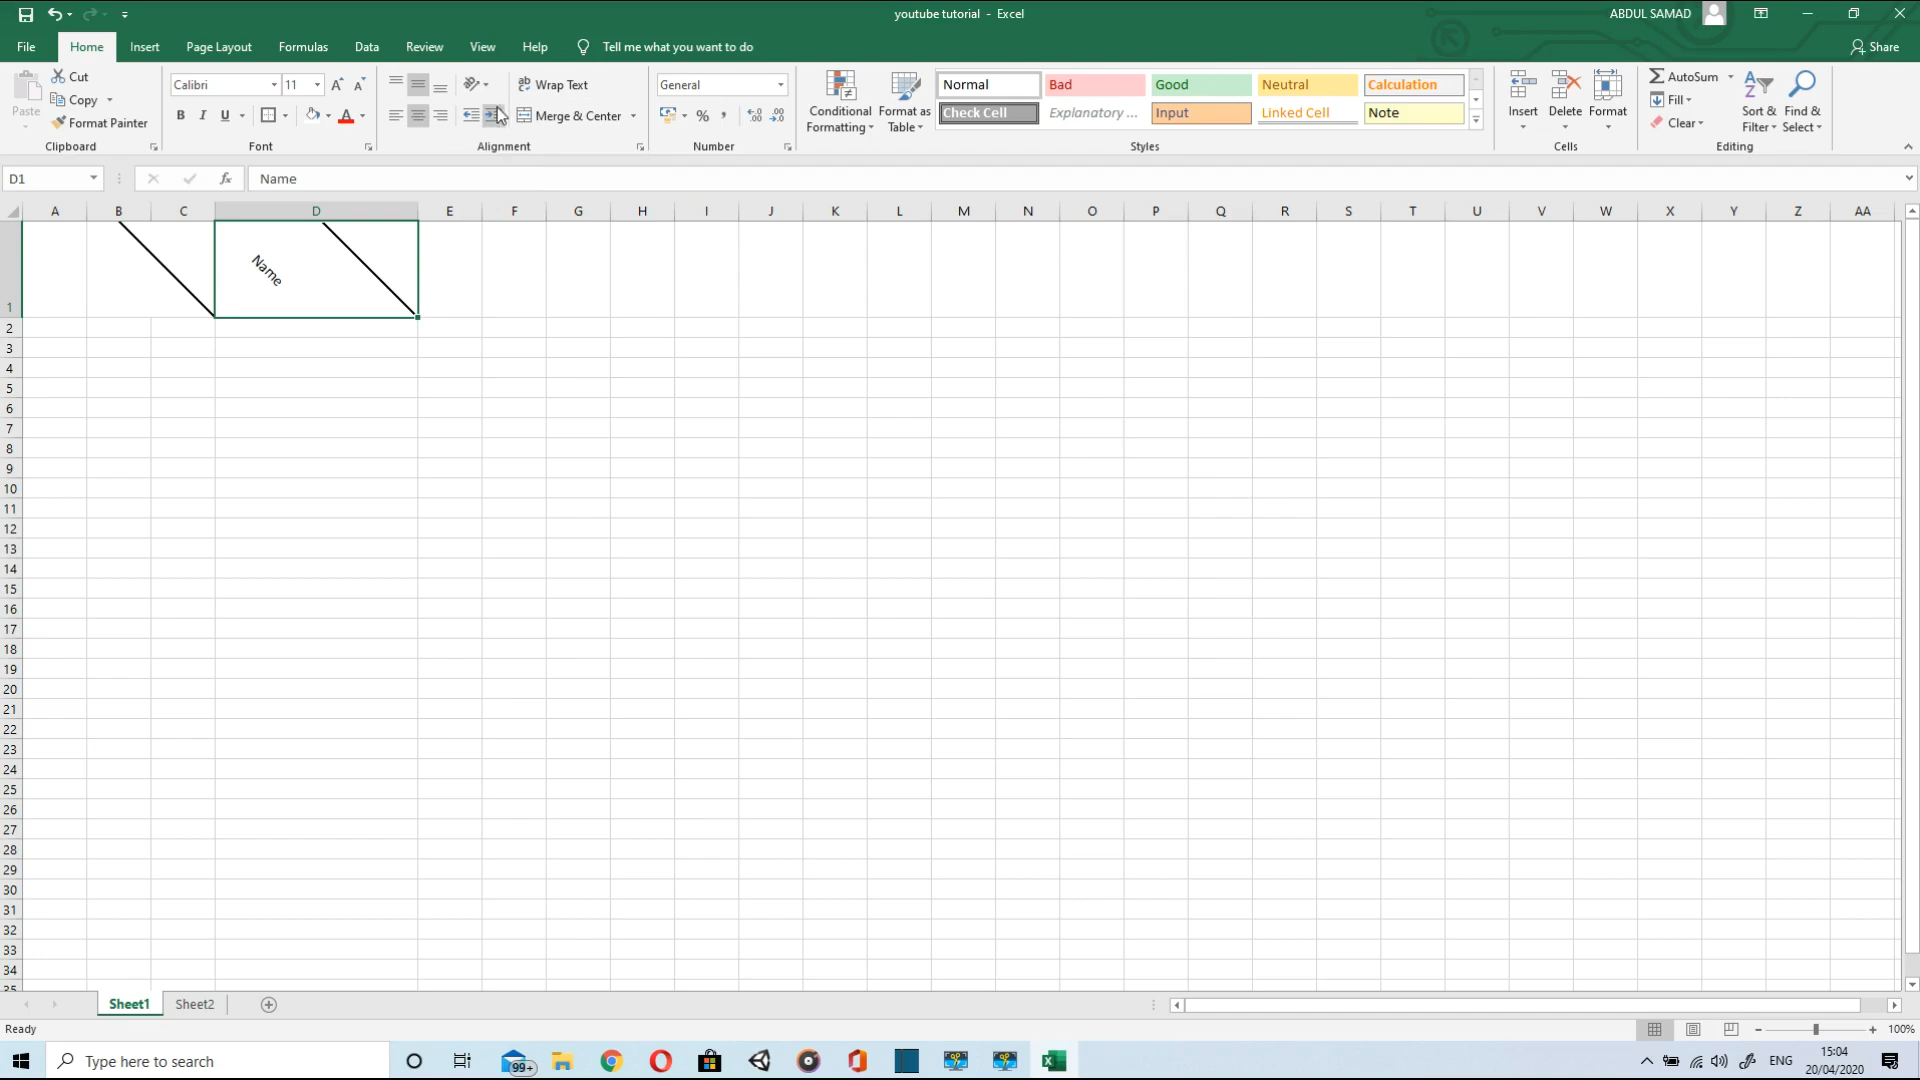 youtube tutorial - Excel
ABDUL SAMAD
File Home Insert Page Layout Formulas Data Review View Help Tell me what you want to do Share
Paste
Cut
Copy
Format Painter
Clipboard
Calibri 11
B I U
Font
Wrap Text
Merge & Center
Alignment
General
%
Number
Conditional Formatting
Format as Table
Normal Bad Good Neutral Calculation
Check Cell Explanatory ... Input Linked Cell Note
Styles
Insert Delete Format
Cells
AutoSum
Fill
Clear
Sort & Filter
Find & Select
Editing
D1 fx Name
A B C D E F G H I J K L M N O P Q R S T U V W X Y Z AA
Name
1
2
3
4
5
6
7
8
9
10
11
12
13
14
15
16
17
18
19
20
21
22
23
24
25
26
27
28
29
30
31
32
33
34
35
Sheet1 Sheet2
Ready 100%
Type here to search
99+
ENG
15:04
20/04/2020